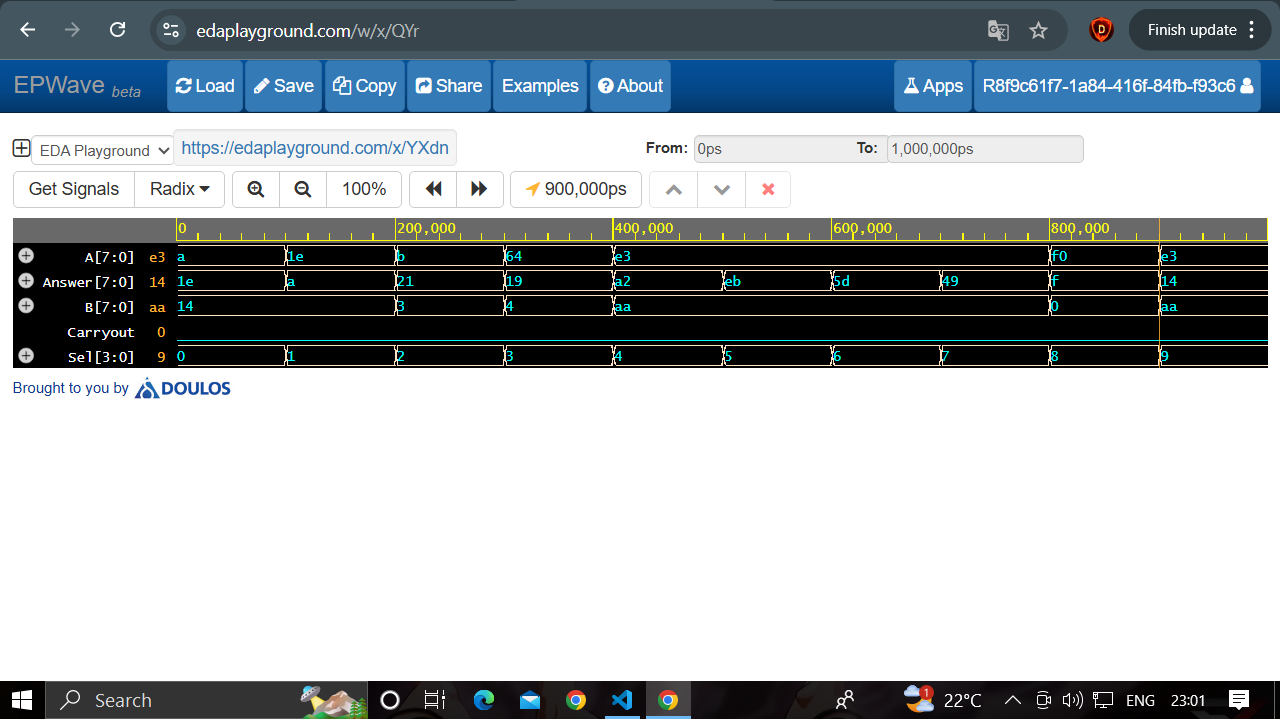 edaplayground.com/w/x/QYr
Finish update
EPWave beta Load Save Copy Share Examples About Apps R8f9c61f7-1a84-416f-84fb-f93c6
EDA Playground https://edaplayground.com/x/YXdn From: 0ps To: 1,000,000ps
Get Signals Radix 100% 900,000ps
0 200,000 400,000 600,000 800,000
A[7:0] e3 a 1e b 64 e3 f0 e3
Answer[7:0] 14 1e a 21 19 a2 eb 5d 49 f 14
B[7:0] aa 14 3 4 aa 0 aa
Carryout 0
Sel[3:0] 9 0 1 2 3 4 5 6 7 8 9
Brought to you by DOULOS
Search 1 22°C ENG 23:01